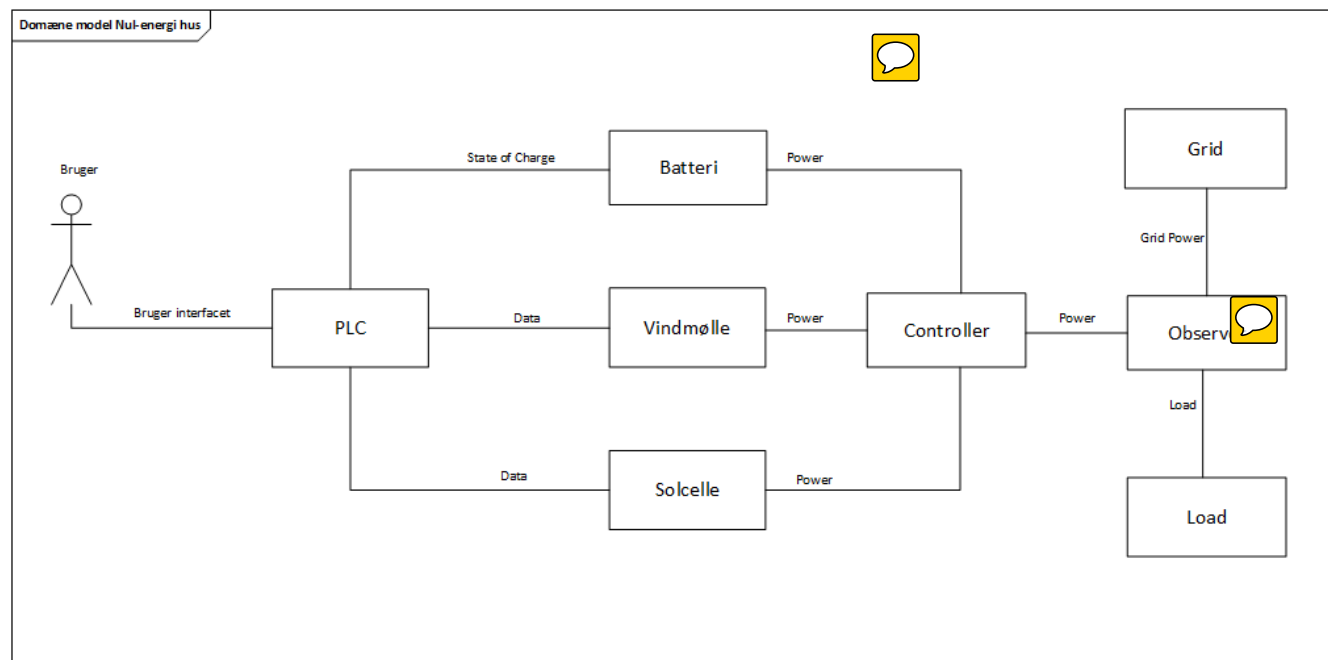 Domæne model Nul-energi hus
Bruger
Bruger interfacet
PLC
State of Charge
Data
Data
Batteri
Vindmølle
Solcelle
Power
Power
Power
Controller
Power
Grid
Grid Power
Load
Load